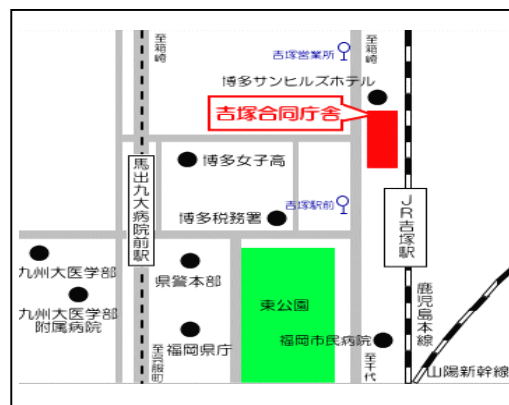 至箱崎
吉塚営業所
至箱崎
博多サンヒルズホテル
吉塚合同庁舎
博多女子高
馬出九大病院前駅
吉塚駅前
JR吉塚駅
博多税務署
九州大医学部
県警本部
東公園
鹿児島本線
九州大医学部
附属病院
福岡県庁
至呉服町
福岡市民病院
至千代
山陽新幹線